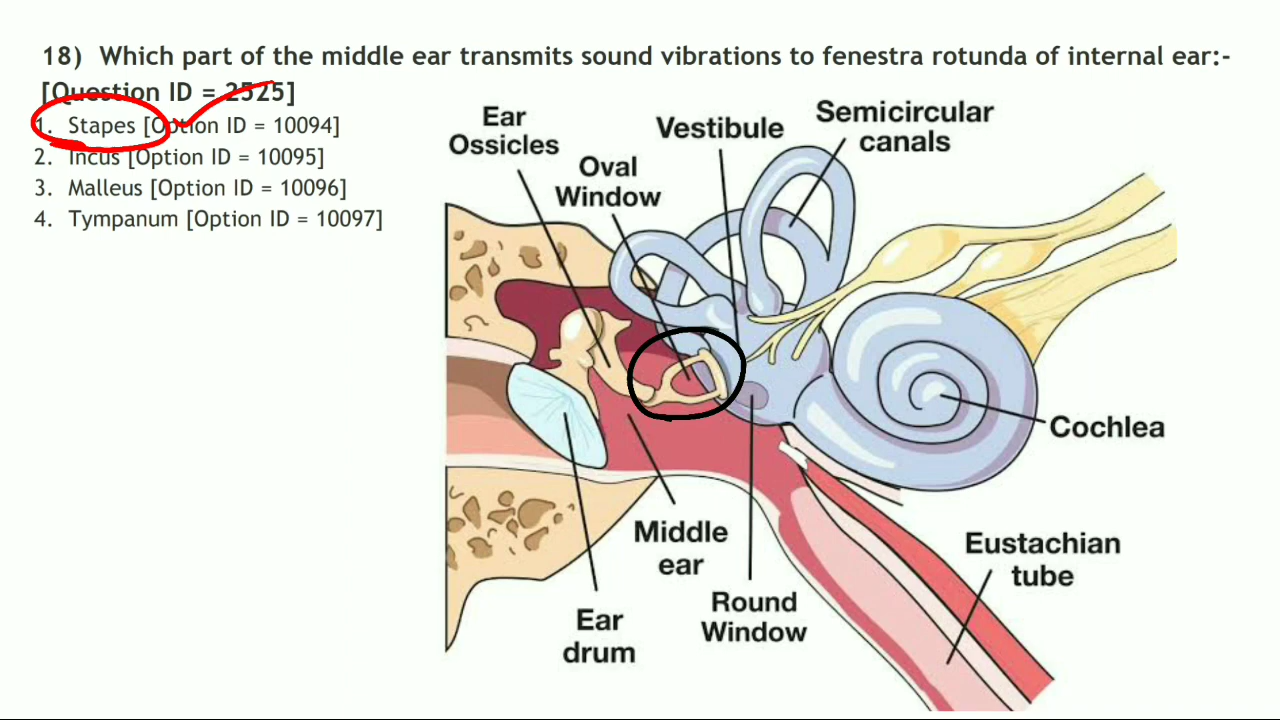 18) Which part of the middle ear transmits sound vibrations to fenestra rotunda of internal ear:-
[Question ID = 2525]
1. Stapes [Option ID = 10094]
2. Incus [Option ID = 10095]
3. Malleus [Option ID = 10096]
4. Tympanum [Option ID = 10097]
Ear
Ossicles
Oval
Window
Vestibule
Semicircular
canals
Cochlea
Middle
ear
Eustachian
tube
Round
Window
Ear
drum